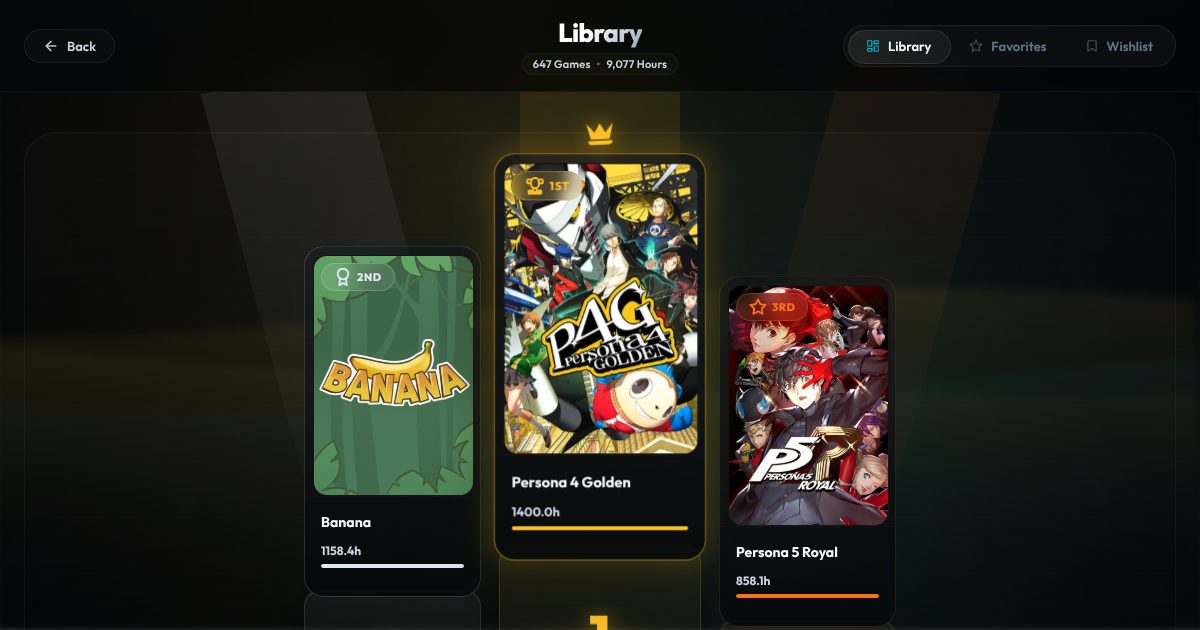 Back
Library
647 Games • 9,077 Hours
Library
Favorites
Wishlist
1ST
P4G
Persona4
GOLDEN
Persona 4 Golden
1400.0h
2ND
BANANA
Banana
1158.4h
3RD
P5R
PERSONA5
ROYAL
Persona 5 Royal
858.1h
1